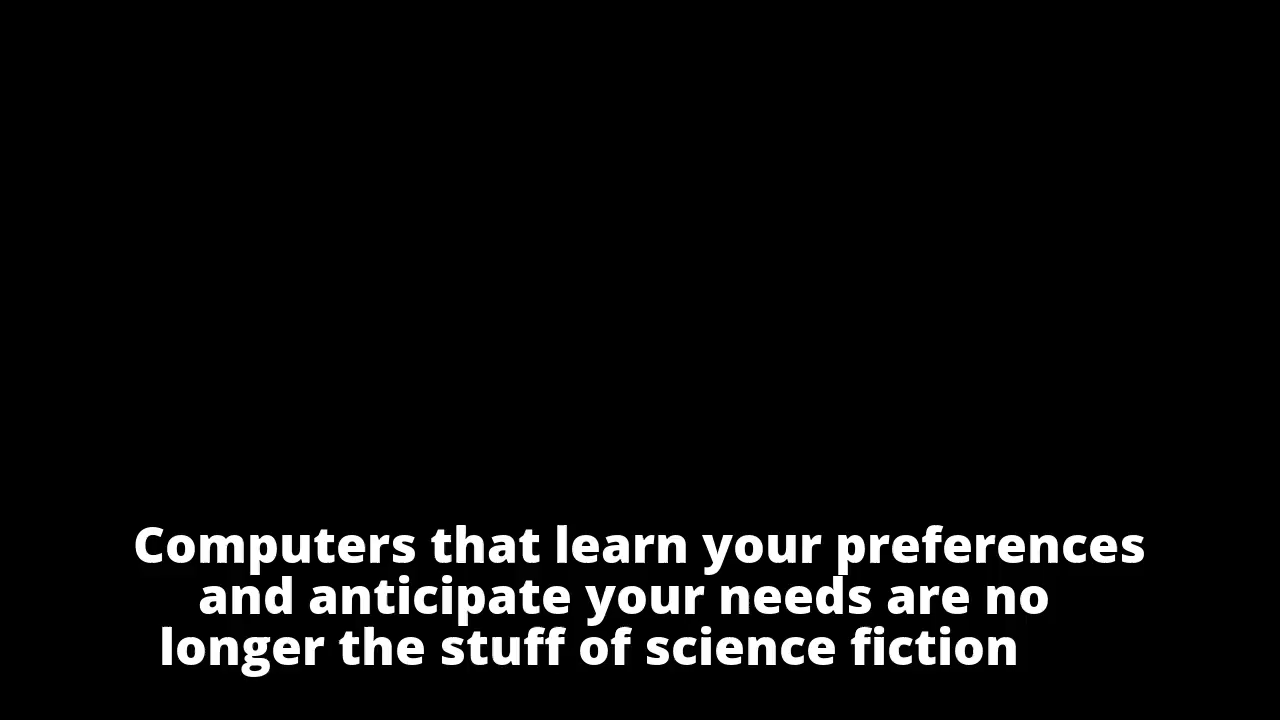 Computers that learn your preferences
and anticipate your needs are no
longer the stuff of science fiction